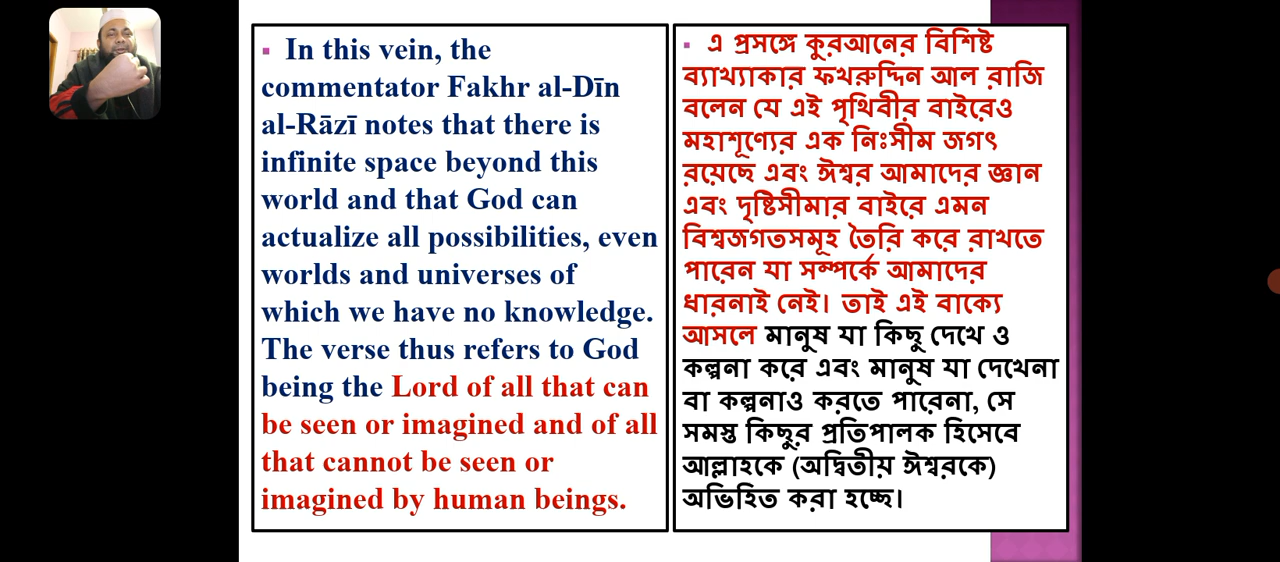 In this vein, the
commentator Fakhr al-Dīn
al-Rāzī notes that there is
infinite space beyond this
world and that God can
actualize all possibilities, even
worlds and universes of
which we have no knowledge.
The verse thus refers to God
being the Lord of all that can
be seen or imagined and of all
that cannot be seen or
imagined by human beings.
এ প্রসঙ্গে কুরআনের বিশিষ্ট
ব্যাখ্যাকার ফখরুদ্দিন আল রাজি
বলেন যে এই পৃথিবীর বাইরেও
মহাশূণ্যের এক নিঃসীম জগৎ
রয়েছে এবং ঈশ্বর আমাদের জ্ঞান
এবং দৃষ্টিসীমার বাইরে এমন
বিশ্বজগতসমূহ তৈরি করে রাখতে
পারেন যা সম্পর্কে আমাদের
ধারনাই নেই। তাই এই বাক্যে
আসলে মানুষ যা কিছু দেখে ও
কল্পনা করে এবং মানুষ যা দেখেনা
বা কল্পনাও করতে পারেনা, সে
সমস্ত কিছুর প্রতিপালক হিসেবে
আল্লাহকে (অদ্বিতীয় ঈশ্বরকে)
অভিহিত করা হচ্ছে।